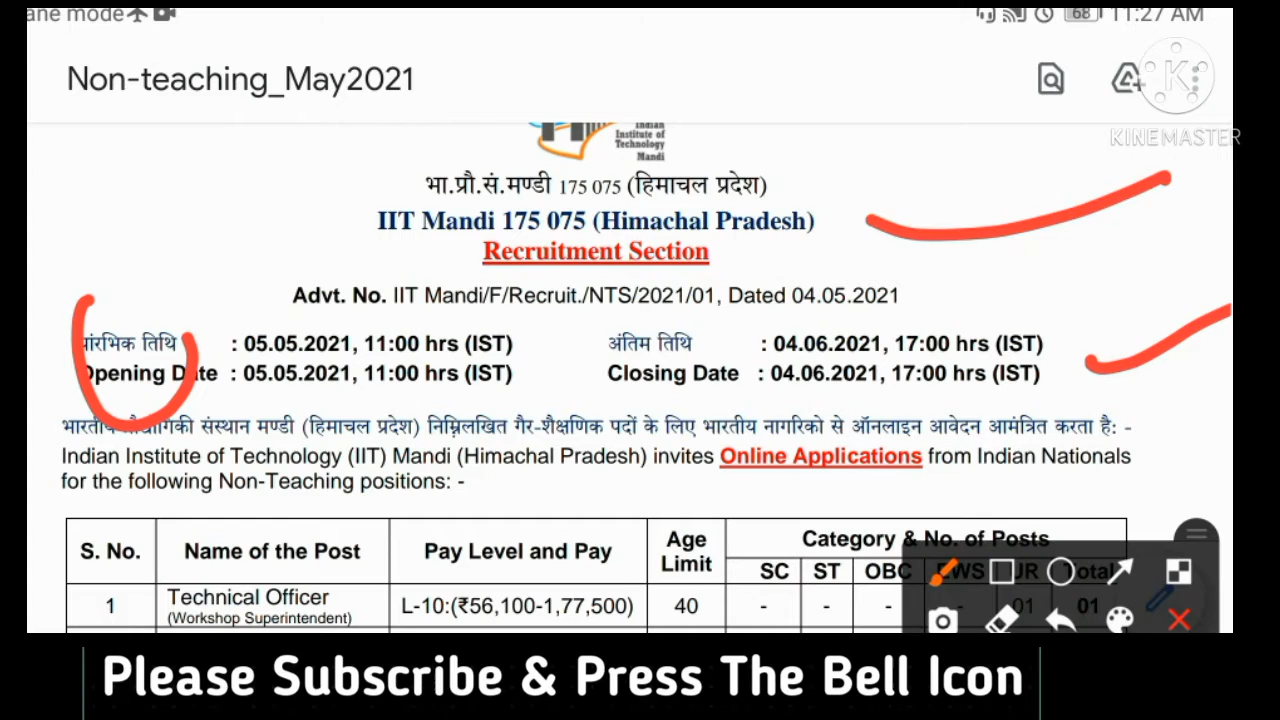 ane mode 68 11:27 AM
Non-teaching_May2021
KINEMASTER
Indian
Institute of
Technology
Mandi
भा.प्रौ.सं.मण्डी 175 075 (हिमाचल प्रदेश)
IIT Mandi 175 075 (Himachal Pradesh)
Recruitment Section
Advt. No. IIT Mandi/F/Recruit./NTS/2021/01, Dated 04.05.2021
प्रारंभिक तिथि : 05.05.2021, 11:00 hrs (IST) अंतिम तिथि : 04.06.2021, 17:00 hrs (IST)
Opening Date : 05.05.2021, 11:00 hrs (IST) Closing Date : 04.06.2021, 17:00 hrs (IST)
भारतीय प्रौद्योगिकी संस्थान मण्डी (हिमाचल प्रदेश) निम्नलिखित गैर-शैक्षणिक पदों के लिए भारतीय नागरिको से ऑनलाइन आवेदन आमंत्रित करता है: -
Indian Institute of Technology (IIT) Mandi (Himachal Pradesh) invites Online Applications from Indian Nationals
for the following Non-Teaching positions: -
S. No. Name of the Post Pay Level and Pay Age Limit Category & No. of Posts
SC ST OBC EWS UR Total
1 Technical Officer (Workshop Superintendent) L-10:(₹56,100-1,77,500) 40 - - - - 01 01
Please Subscribe & Press The Bell Icon